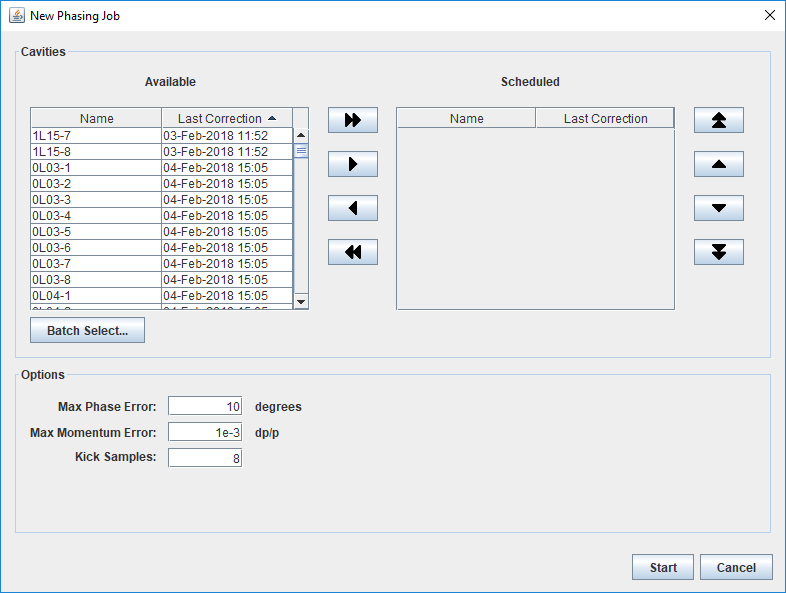 New Phasing Job
Cavities
Available Scheduled
Name Last Correction Name Last Correction
1L15-7 03-Feb-2018 11:52
1L15-8 03-Feb-2018 11:52
0L03-1 04-Feb-2018 15:05
0L03-2 04-Feb-2018 15:05
0L03-3 04-Feb-2018 15:05
0L03-4 04-Feb-2018 15:05
0L03-5 04-Feb-2018 15:05
0L03-6 04-Feb-2018 15:05
0L03-7 04-Feb-2018 15:05
0L03-8 04-Feb-2018 15:05
0L04-1 04-Feb-2018 15:05
Batch Select...
Options
Max Phase Error: 10 degrees
Max Momentum Error: 1e-3 dp/p
Kick Samples: 8
Start Cancel